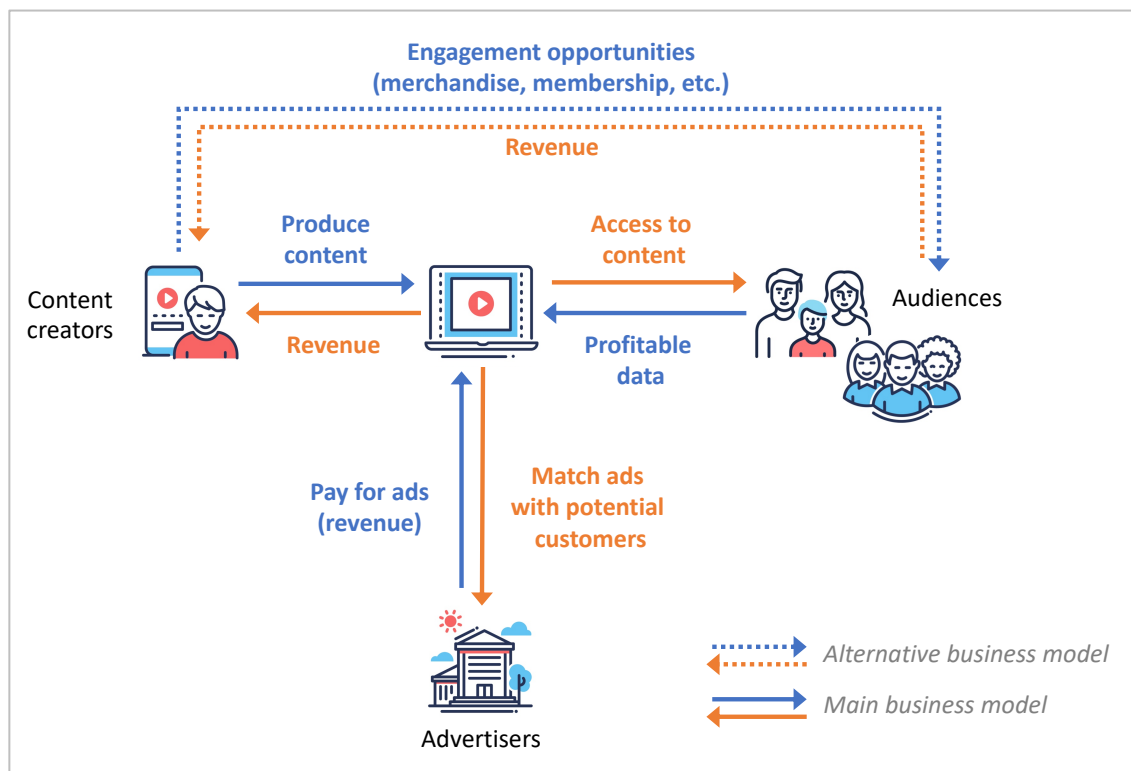 Engagement opportunities
(merchandise, membership, etc.)
Revenue
Produce
content
Access to
content
Content
creators
Audiences
Revenue
Profitable
data
Pay for ads
(revenue)
Match ads
with potential
customers
Advertisers
Alternative business model
Main business model